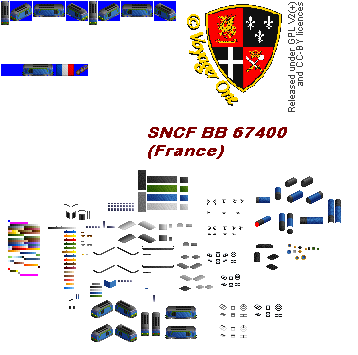 © Voyager One
Released under GPL v2(+)
and CC-BY licences
SNCF BB 67400
(France)